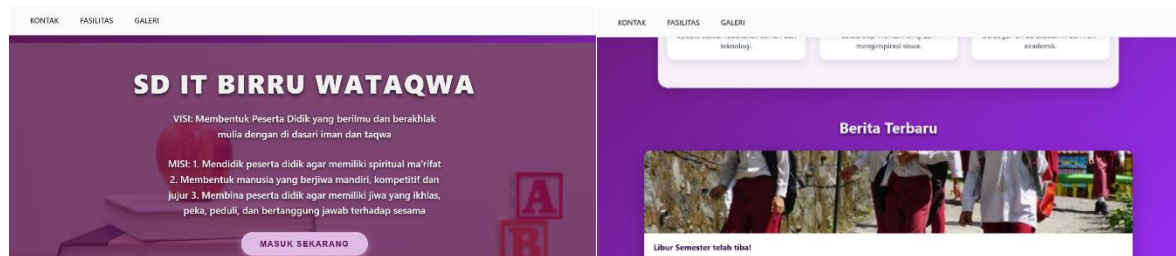 KONTAK FASILITAS GALERI
SD IT BIRRU WATAQWA
VISI: Membentuk Peserta Didik yang berilmu dan berakhlak
mulia dengan di dasari iman dan taqwa
MISI: 1. Mendidik peserta didik agar memiliki spiritual ma'rifat
2. Membentuk manusia yang berjiwa mandiri, kompetitif dan
jujur 3. Membina peserta didik agar memiliki jiwa yang ikhlas,
peka, peduli, dan bertanggung jawab terhadap sesama
MASUK SEKARANG
A
B
KONTAK FASILITAS GALERI
teknologi.
menginspirasi siswa.
akademik.
Berita Terbaru
Libur Semester telah tiba!